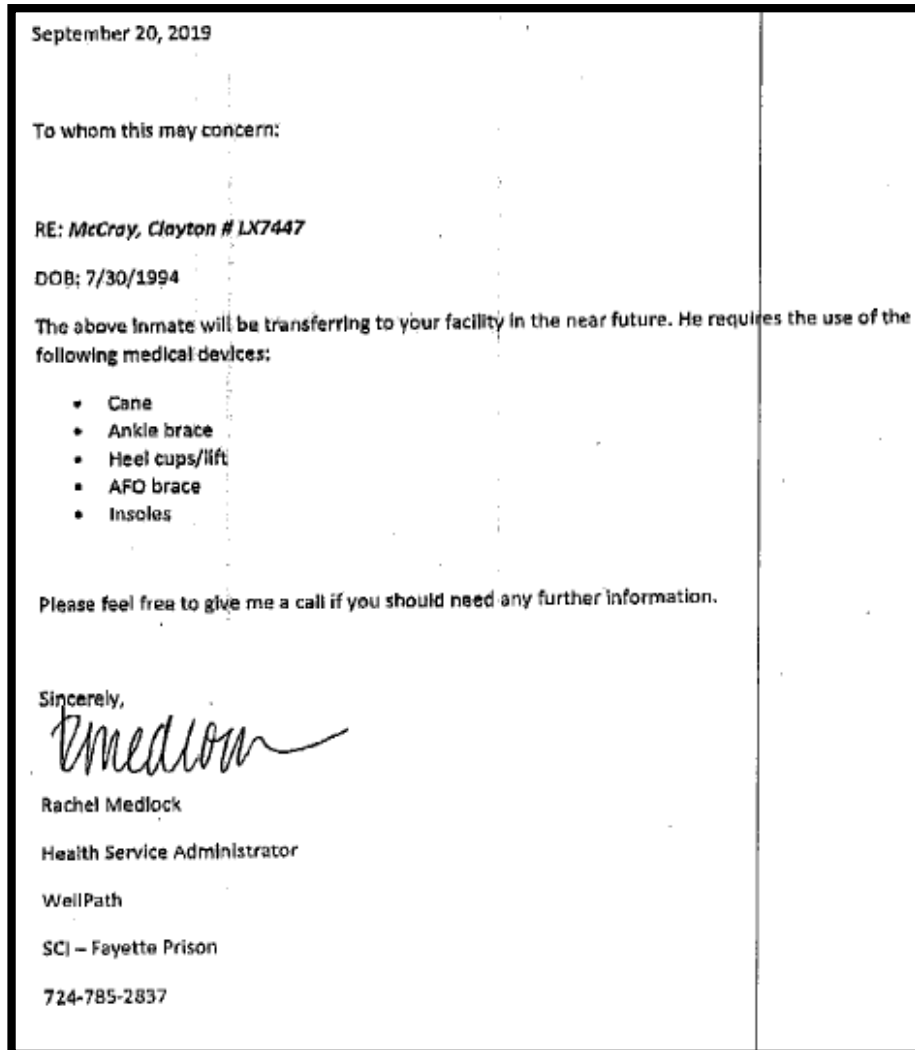 September 20, 2019
To whom this may concern:
RE: McCray, Clayton # LX7447
DOB: 7/30/1994
The above inmate will be transferring to your facility in the near future. He requires the use of the
following medical devices:
• Cane
• Ankle brace
• Heel cups/lift
• AFO brace
• Insoles
Please feel free to give me a call if you should need any further information.
Sincerely,
Rachel Medlock
Health Service Administrator
WellPath
SCI – Fayette Prison
724-785-2837